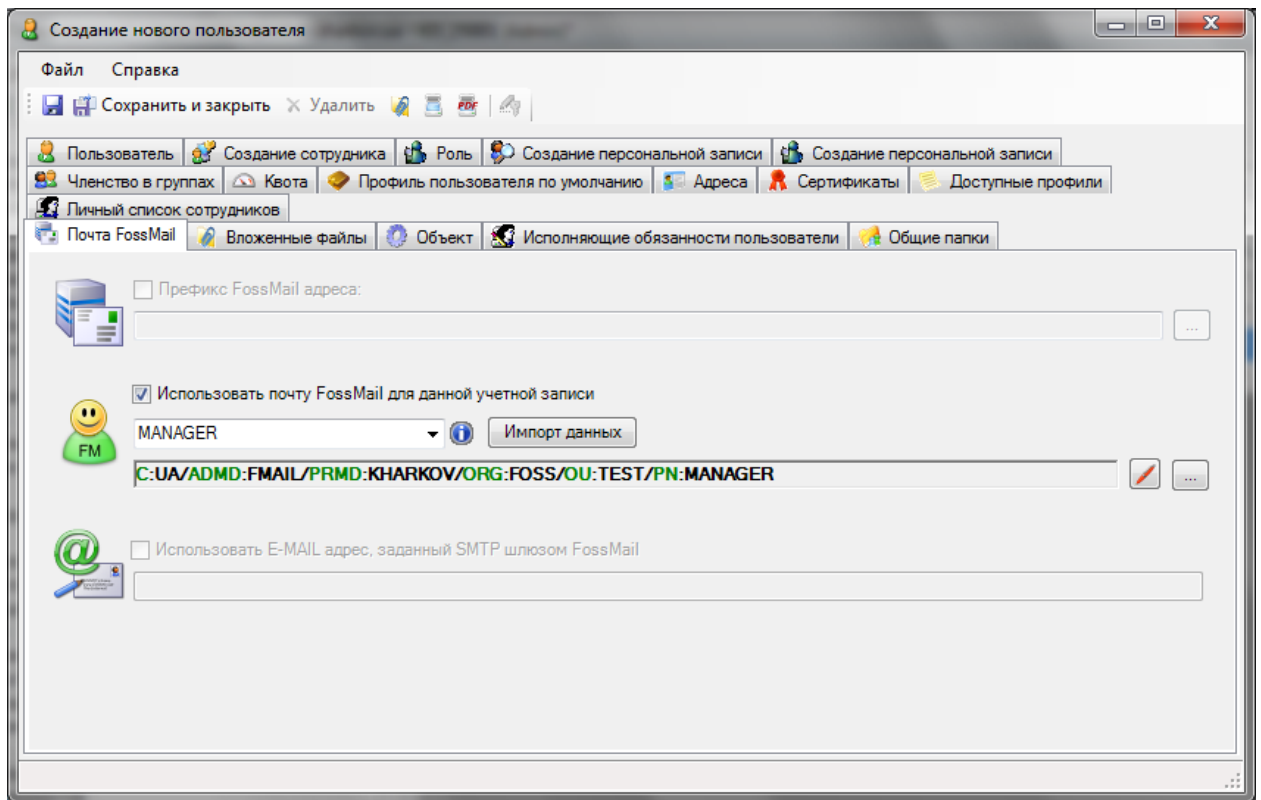 Создание нового пользователя
Файл Справка
Сохранить и закрыть Удалить PDF
Пользователь Создание сотрудника Роль Создание персональной записи Создание персональной записи
Членство в группах Квота Профиль пользователя по умолчанию Адреса Сертификаты Доступные профили
Личный список сотрудников
Почта FossMail Вложенные файлы Объект Исполняющие обязанности пользователи Общие папки
Префикс FossMail адреса:
...
Использовать почту FossMail для данной учетной записи
MANAGER Импорт данных
FM
C:UA/ADMD:FMAIL/PRMD:KHARKOV/ORG:FOSS/OU:TEST/PN:MANAGER ...
Использовать E-MAIL адрес, заданный SMTP шлюзом FossMail